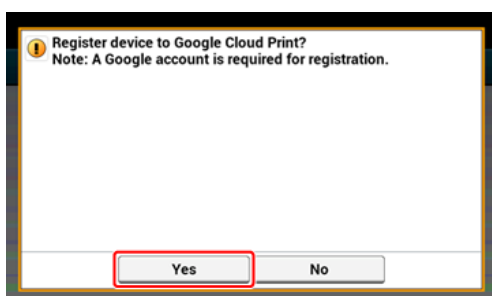 Register device to Google Cloud Print?
Note: A Google account is required for registration.
Yes
No